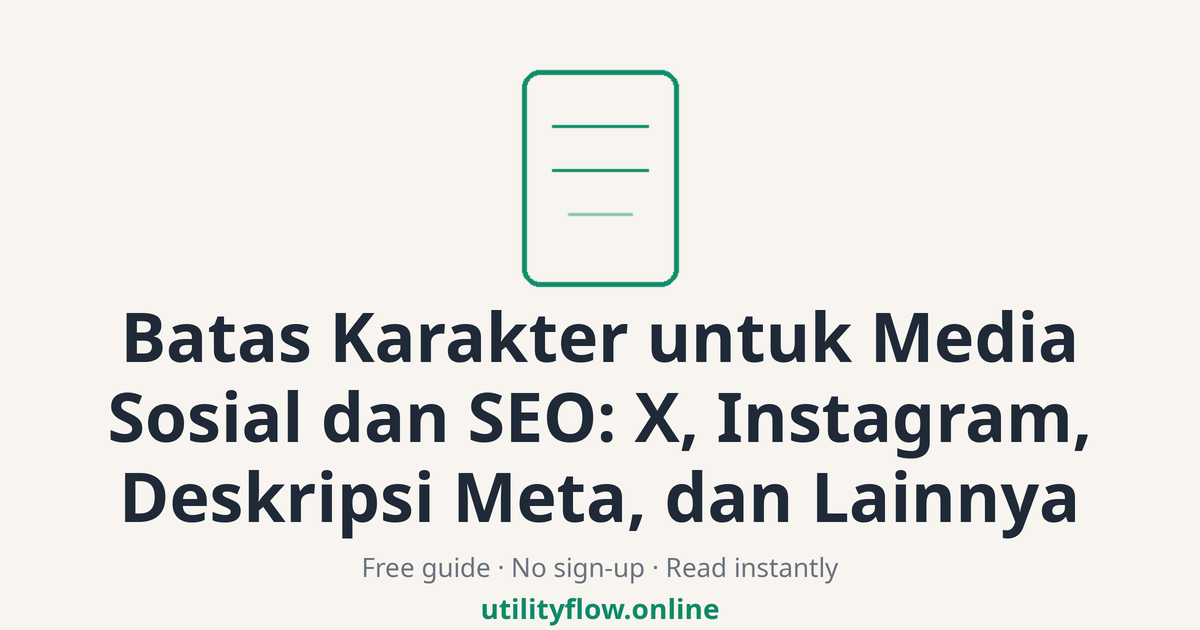 Batas Karakter untuk Media
Sosial dan SEO: X, Instagram,
Deskripsi Meta, dan Lainnya
Free guide · No sign-up · Read instantly
utilityflow.online